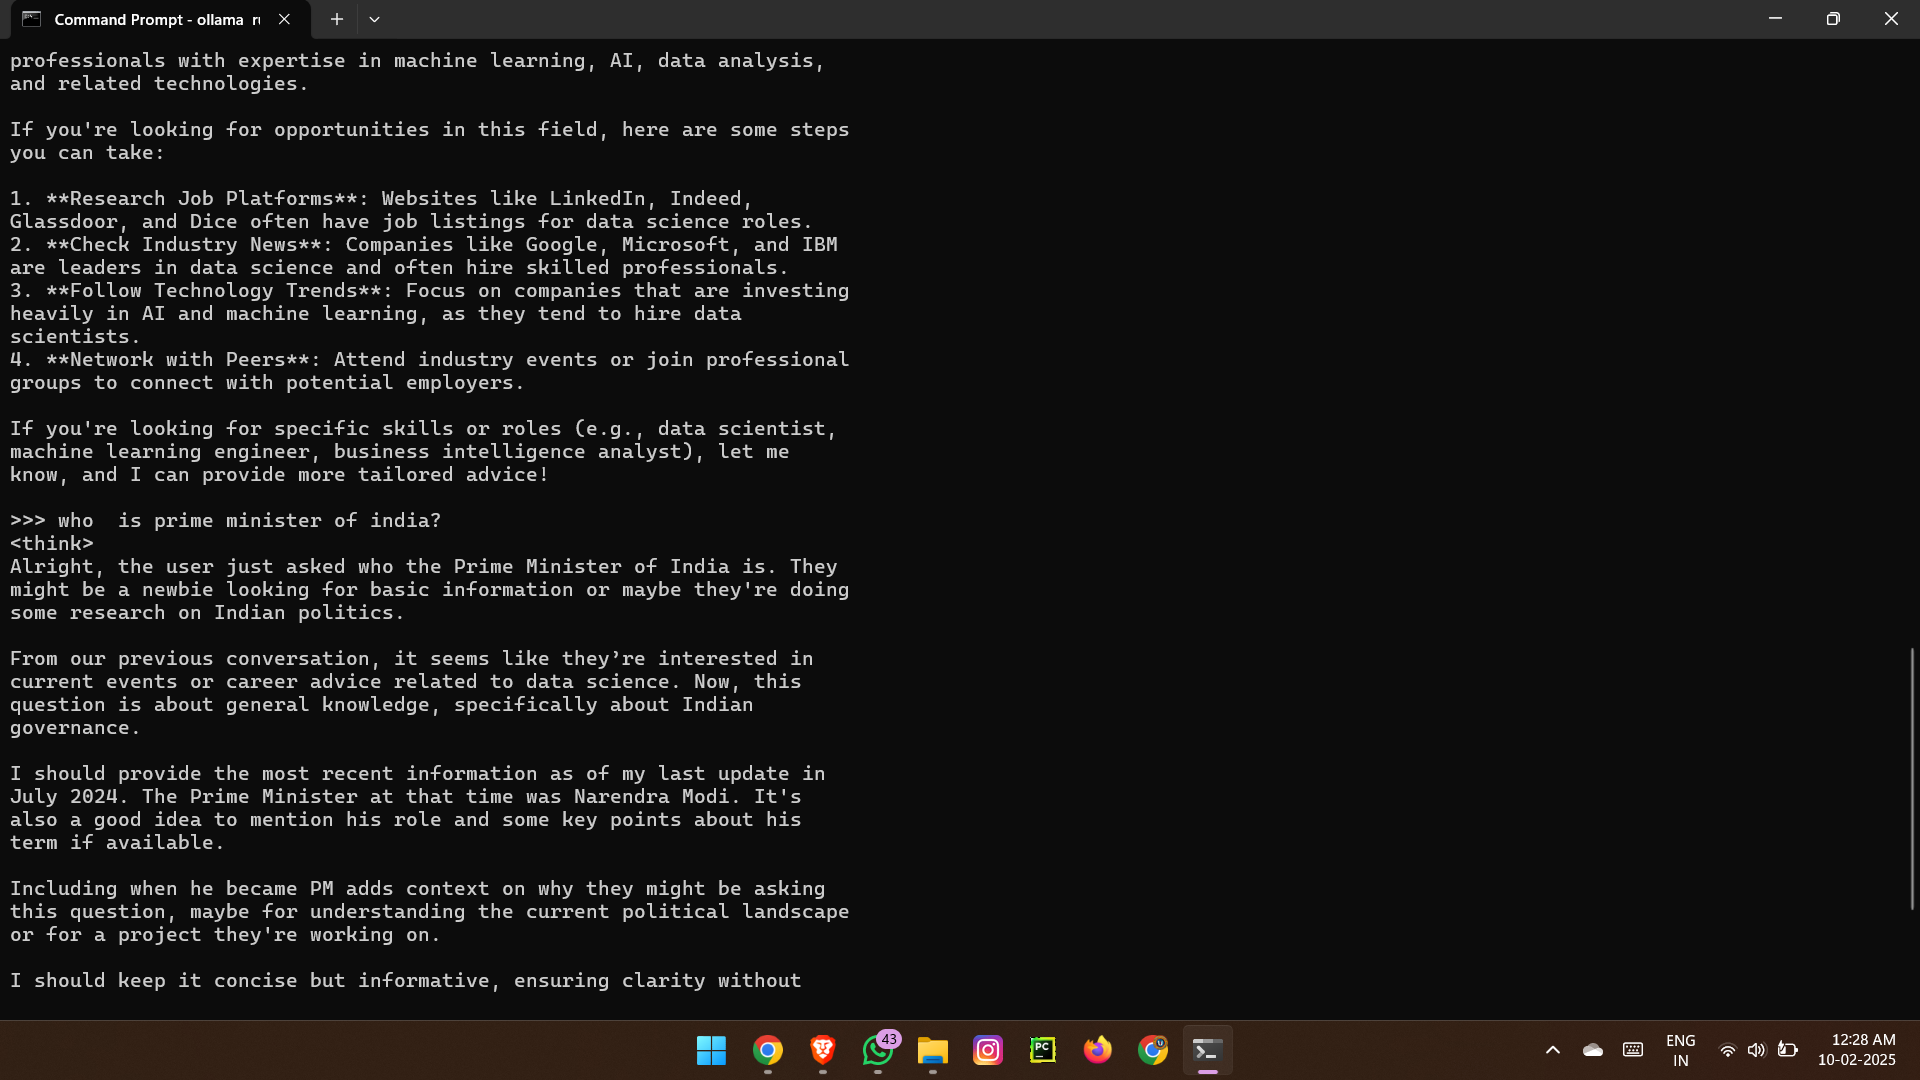 Command Prompt - ollama
professionals with expertise in machine learning, AI, data analysis,
and related technologies.
If you're looking for opportunities in this field, here are some steps
you can take:
1. **Research Job Platforms**: Websites like LinkedIn, Indeed,
Glassdoor, and Dice often have job listings for data science roles.
2. **Check Industry News**: Companies like Google, Microsoft, and IBM
are leaders in data science and often hire skilled professionals.
3. **Follow Technology Trends**: Focus on companies that are investing
heavily in AI and machine learning, as they tend to hire data
scientists.
4. **Network with Peers**: Attend industry events or join professional
groups to connect with potential employers.
If you're looking for specific skills or roles (e.g., data scientist,
machine learning engineer, business intelligence analyst), let me
know, and I can provide more tailored advice!
>>> who  is prime minister of india?
<think>
Alright, the user just asked who the Prime Minister of India is. They
might be a newbie looking for basic information or maybe they're doing
some research on Indian politics.
From our previous conversation, it seems like they’re interested in
current events or career advice related to data science. Now, this
question is about general knowledge, specifically about Indian
governance.
I should provide the most recent information as of my last update in
July 2024. The Prime Minister at that time was Narendra Modi. It's
also a good idea to mention his role and some key points about his
term if available.
Including when he became PM adds context on why they might be asking
this question, maybe for understanding the current political landscape
or for a project they're working on.
I should keep it concise but informative, ensuring clarity without
43
PC
U
ENG
IN
12:28 AM
10-02-2025